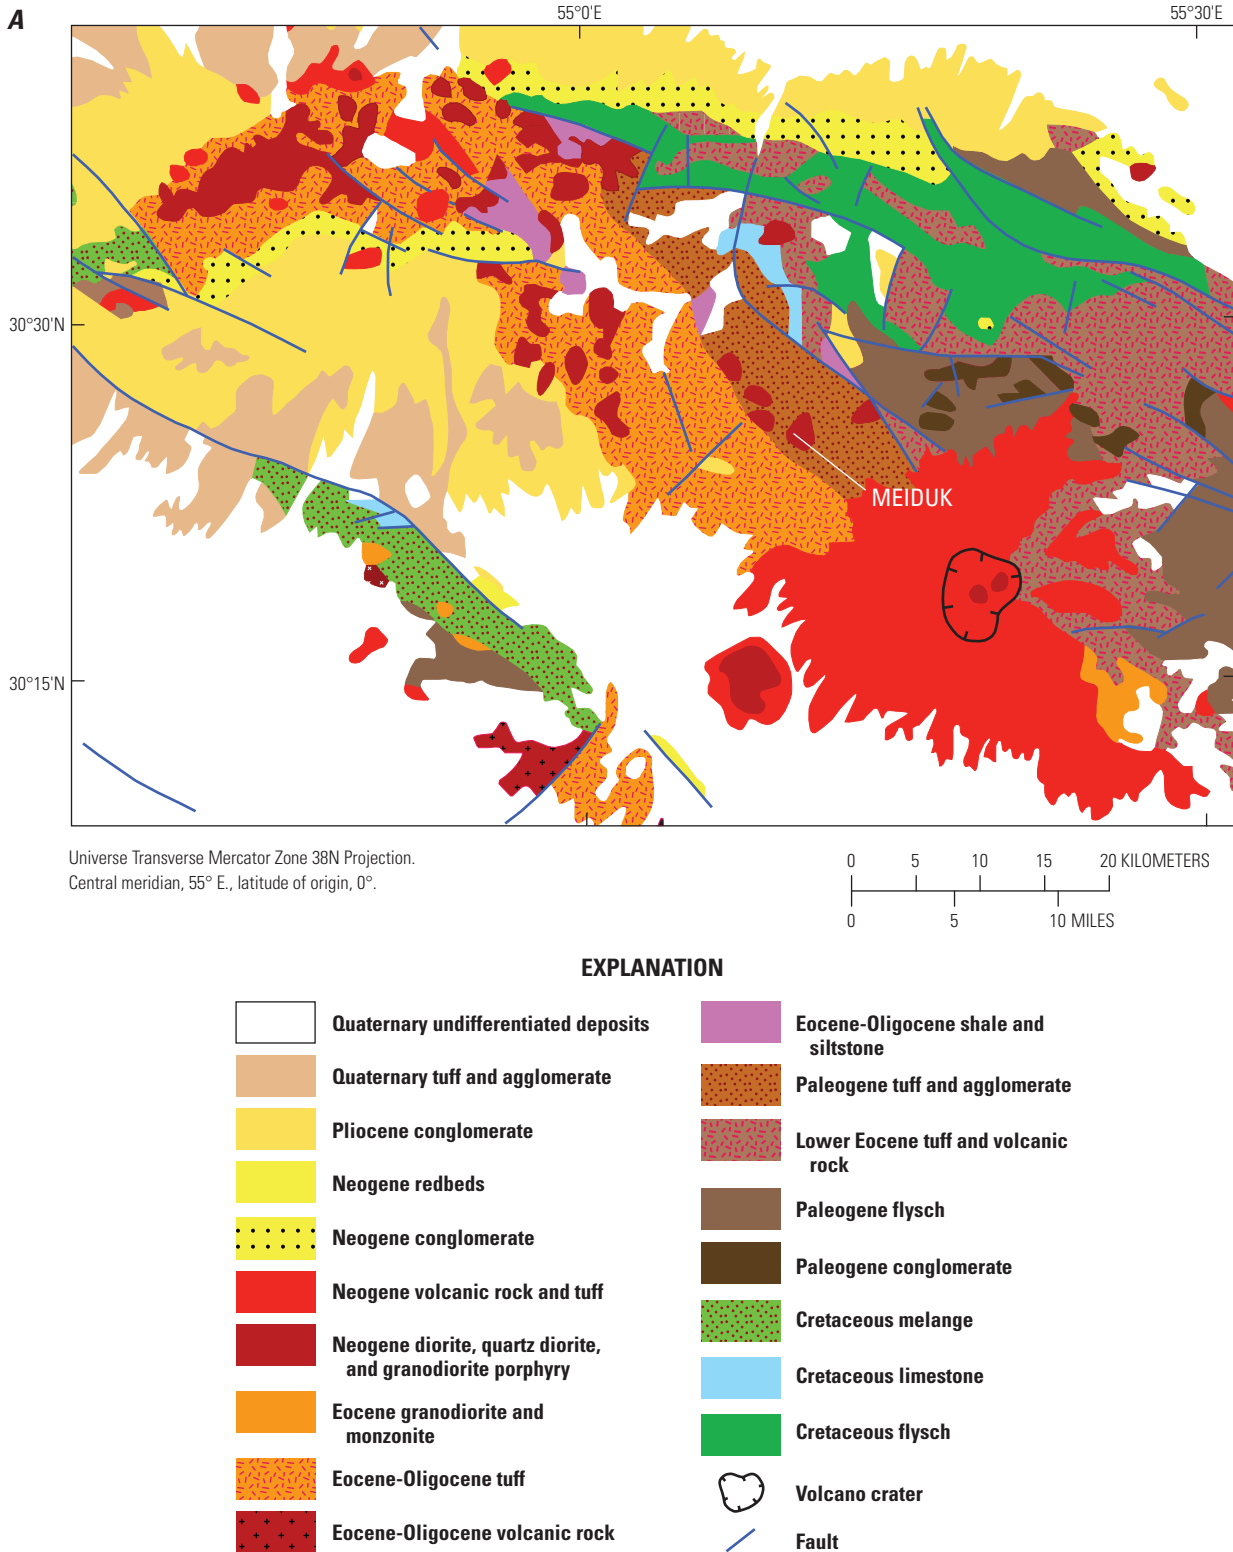 A
55°0'E
55°30'E
30°30'N
MEIDUK
30°15'N
Universe Transverse Mercator Zone 38N Projection.
Central meridian, 55° E., latitude of origin, 0°.
0 5 10 15 20 KILOMETERS
0 5 10 MILES
EXPLANATION
Quaternary undifferentiated deposits
Quaternary tuff and agglomerate
Pliocene conglomerate
Neogene redbeds
Neogene conglomerate
Neogene volcanic rock and tuff
Neogene diorite, quartz diorite,
and granodiorite porphyry
Eocene granodiorite and
monzonite
Eocene-Oligocene tuff
Eocene-Oligocene volcanic rock
Eocene-Oligocene shale and
siltstone
Paleogene tuff and agglomerate
Lower Eocene tuff and volcanic
rock
Paleogene flysch
Paleogene conglomerate
Cretaceous melange
Cretaceous limestone
Cretaceous flysch
Volcano crater
Fault